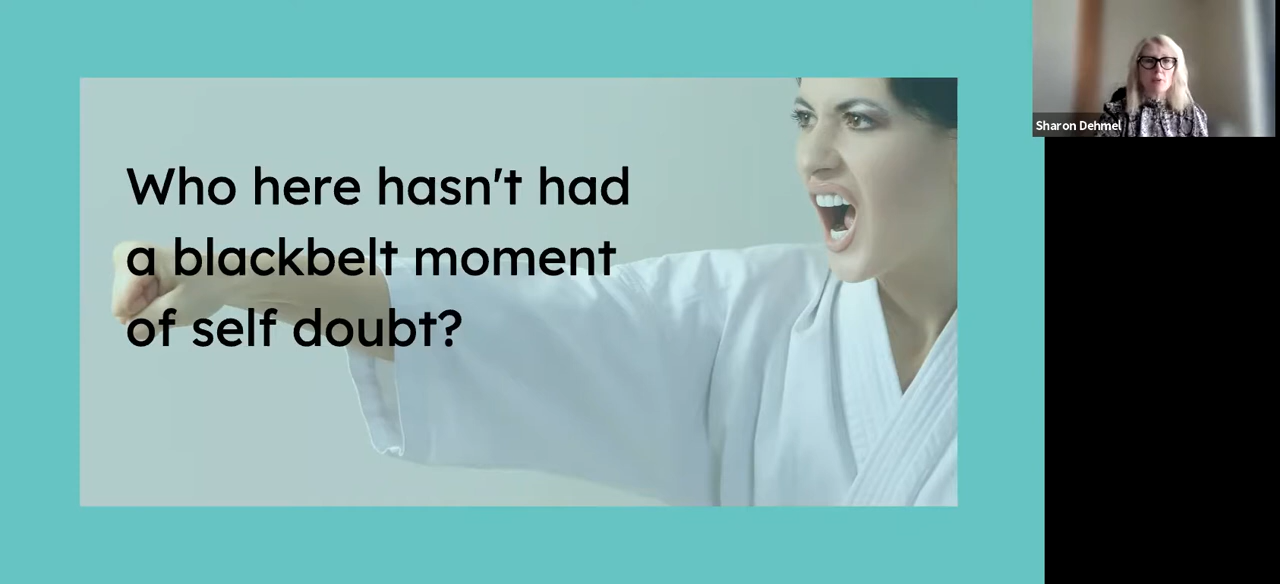 Who here hasn't had
a blackbelt moment
of self doubt?
Sharon Dehmel